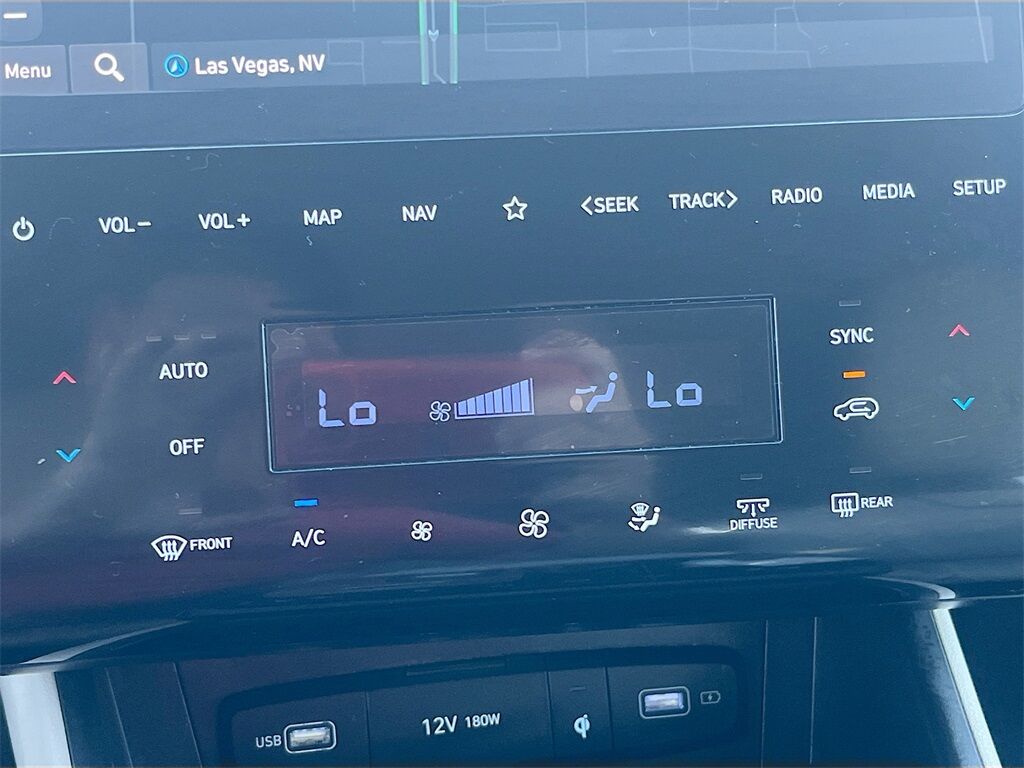 Menu
Las Vegas, NV
VOL−
VOL+
MAP
NAV
<SEEK
TRACK>
RADIO
MEDIA
SETUP
AUTO
SYNC
Lo
Lo
OFF
FRONT
A/C
DIFFUSE
REAR
USB
12V 180W